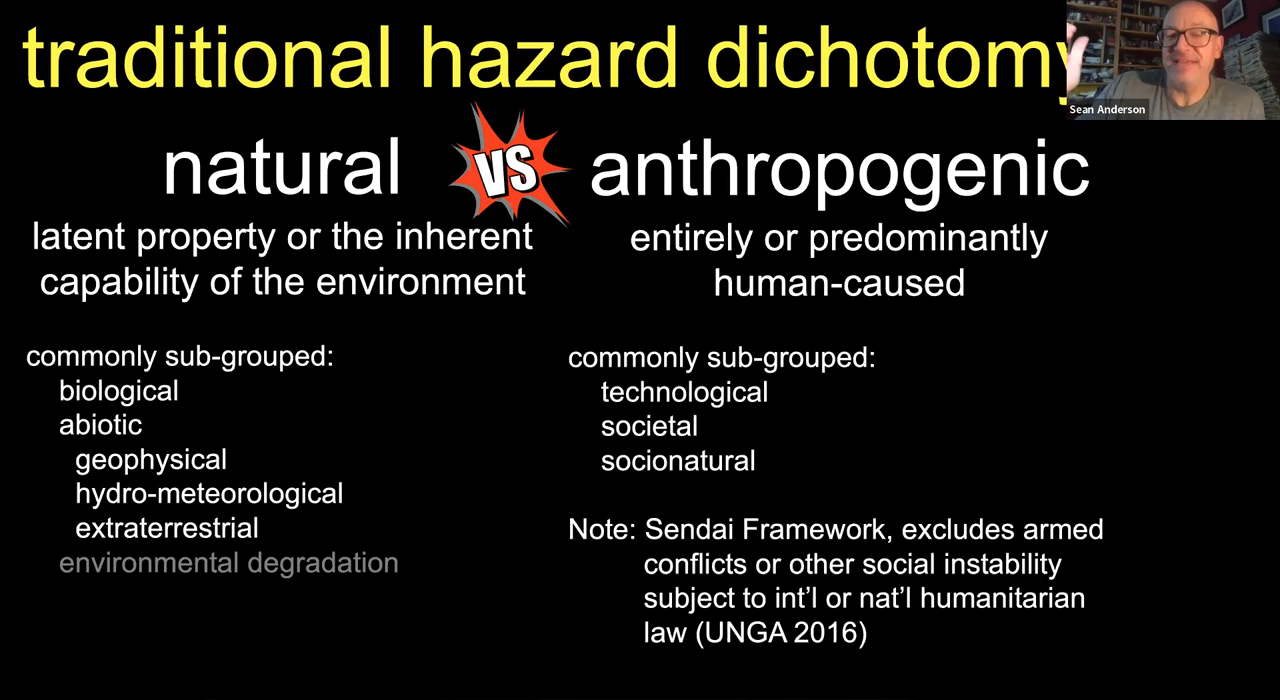 traditional hazard dichotomy
Sean Anderson
natural VS anthropogenic
latent property or the inherent
capability of the environment
entirely or predominantly
human-caused
commonly sub-grouped:
biological
abiotic
geophysical
hydro-meteorological
extraterrestrial
environmental degradation
commonly sub-grouped:
technological
societal
socionatural
Note: Sendai Framework, excludes armed
conflicts or other social instability
subject to int'l or nat'l humanitarian
law (UNGA 2016)